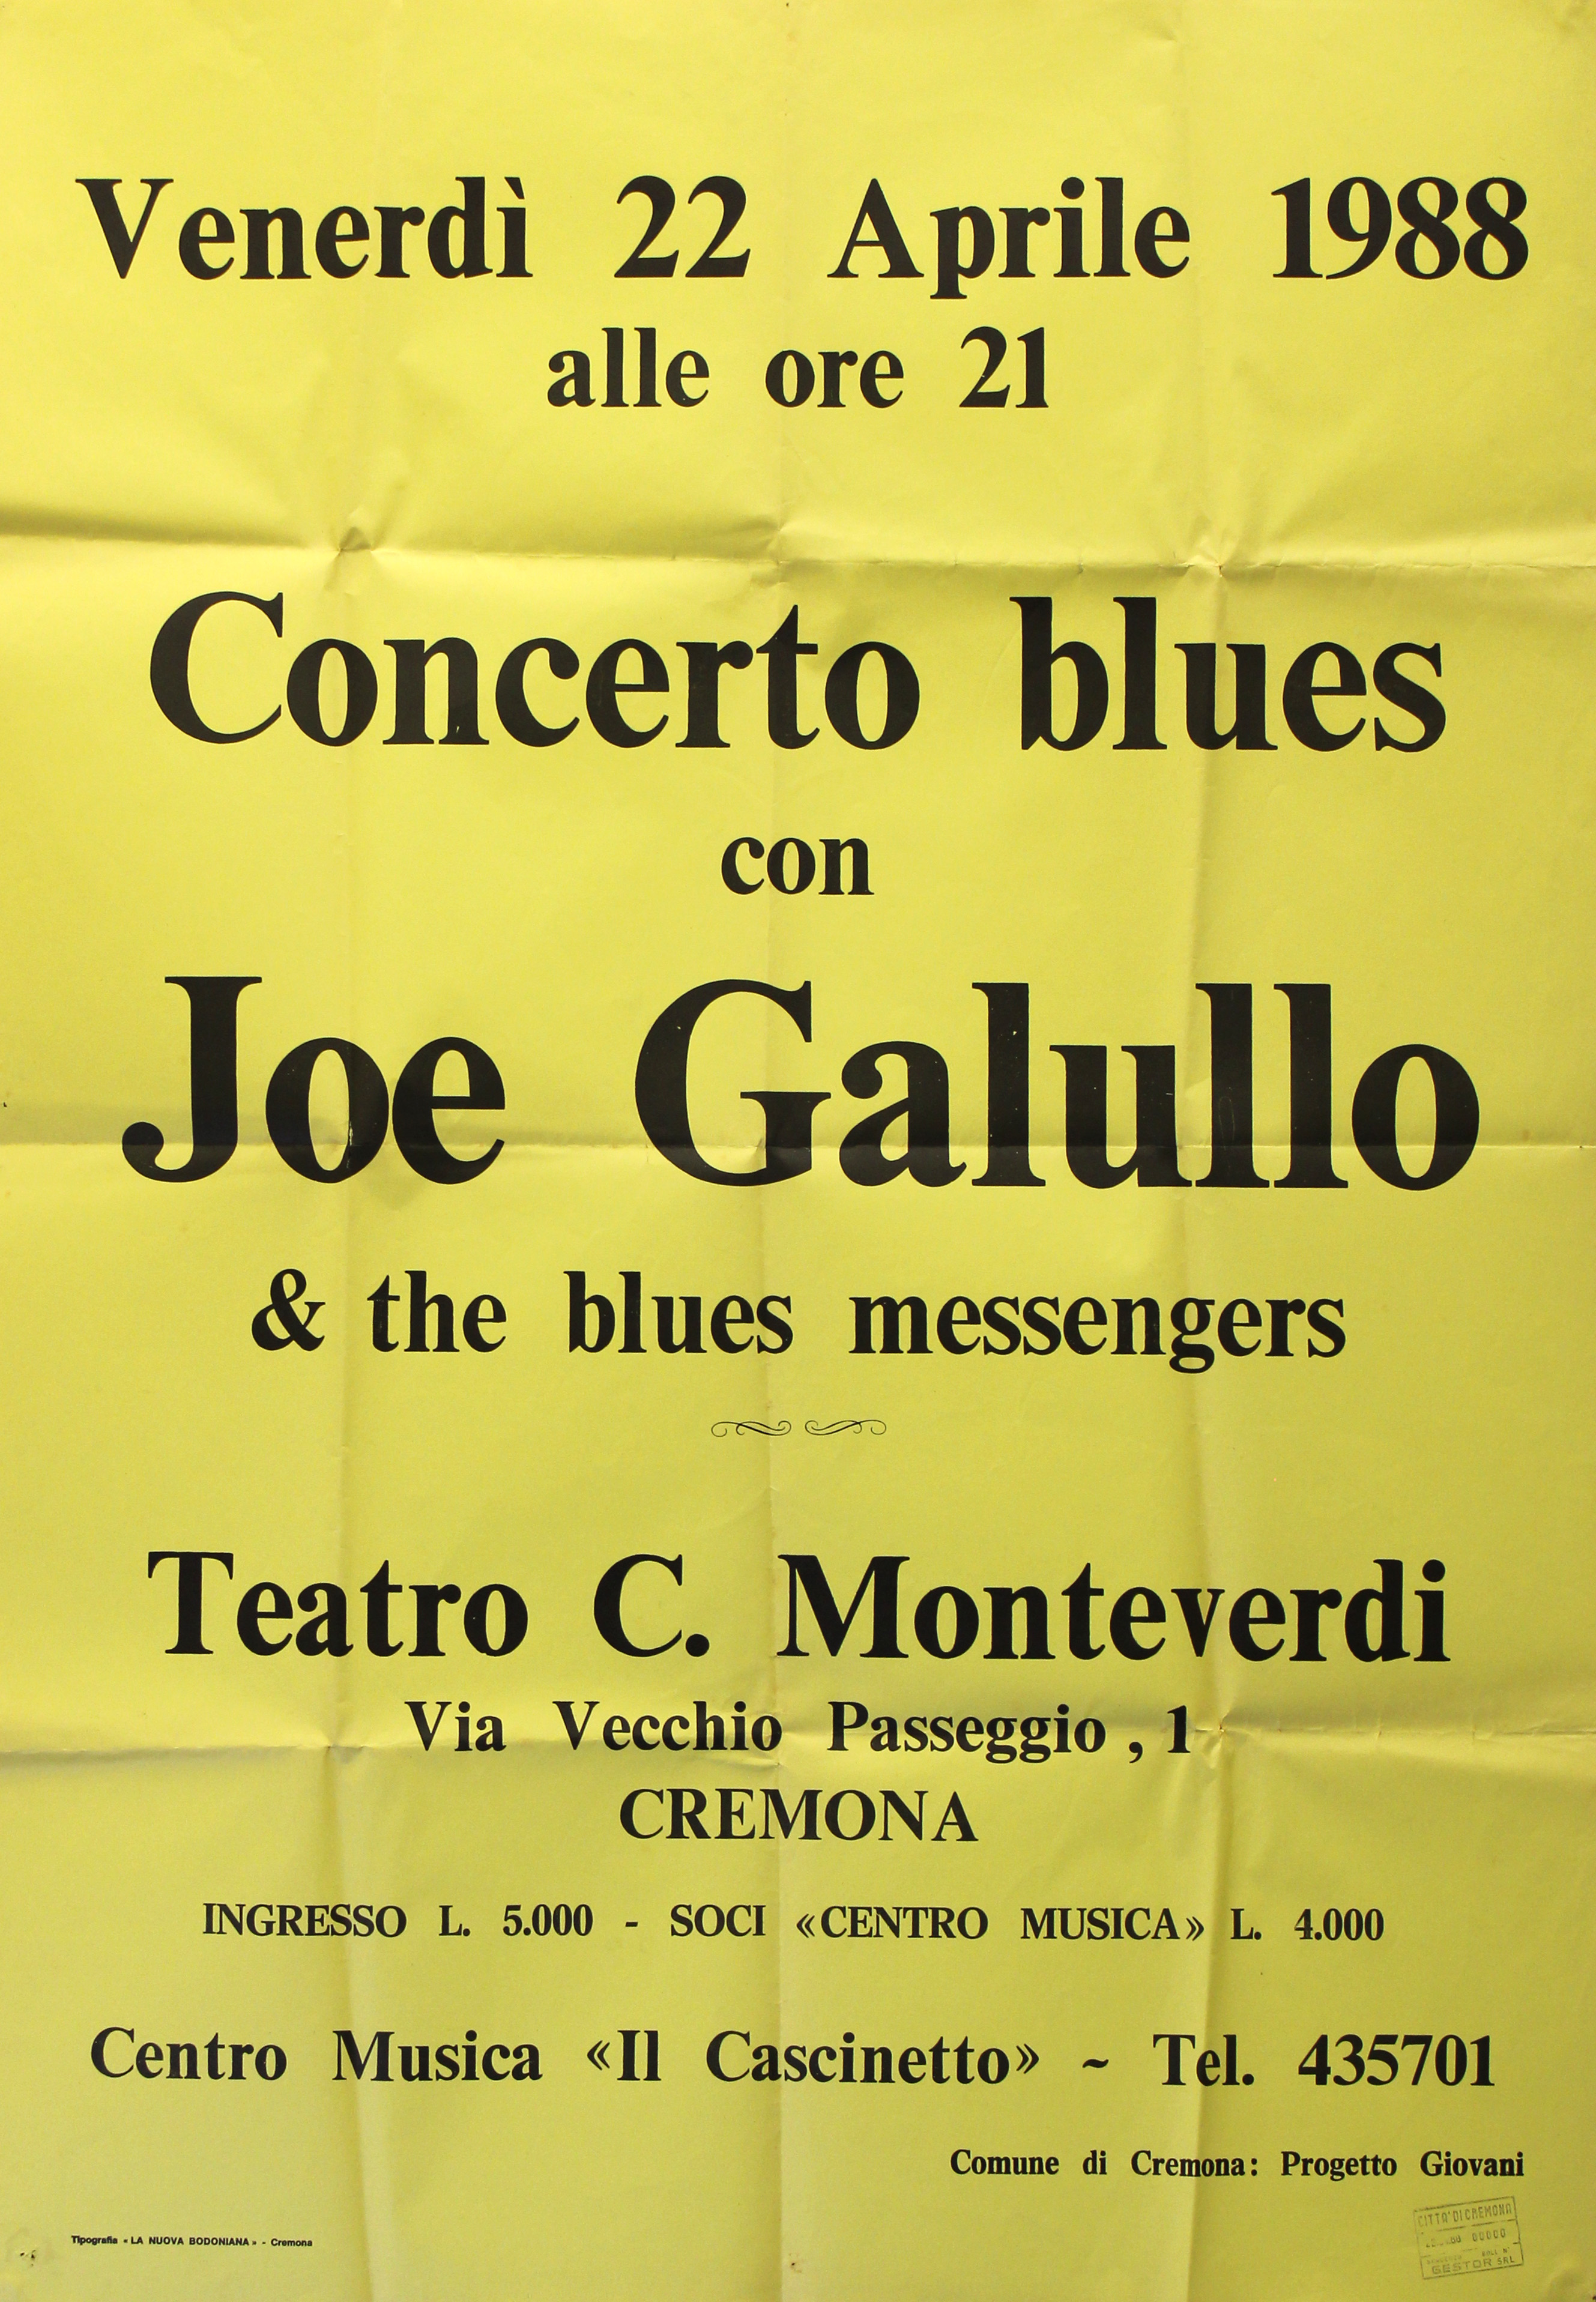 Venerdì 22 Aprile 1988
alle ore 21
Concerto blues
con
Joe Galullo
& the blues messengers
Teatro C. Monteverdi
Via Vecchio Passeggio , 1
CREMONA
INGRESSO L. 5.000 - SOCI «CENTRO MUSICA» L. 4.000
Centro Musica «Il Cascinetto» ~ Tel. 435701
Comune di Cremona: Progetto Giovani
Tipografia «LA NUOVA BODONIANA» - Cremona
CITTA' DI CREMONA
00000
GESTOR SRL